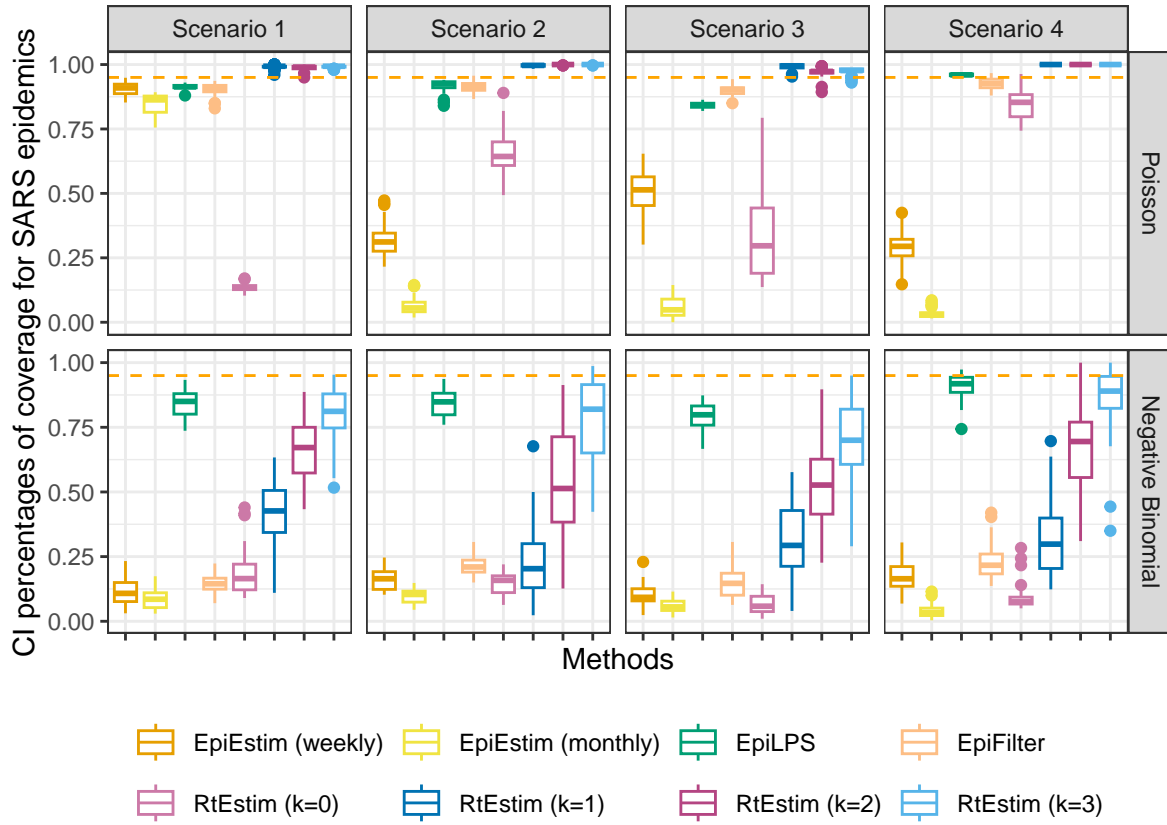 Scenario 1
Scenario 2
Scenario 3
Scenario 4
CI percentages of coverage for SARS epidemics
1.00
0.75
0.50
0.25
0.00
Poisson
1.00
0.75
0.50
0.25
0.00
Negative Binomial
Methods
EpiEstim (weekly)
EpiEstim (monthly)
EpiLPS
EpiFilter
RtEstim (k=0)
RtEstim (k=1)
RtEstim (k=2)
RtEstim (k=3)